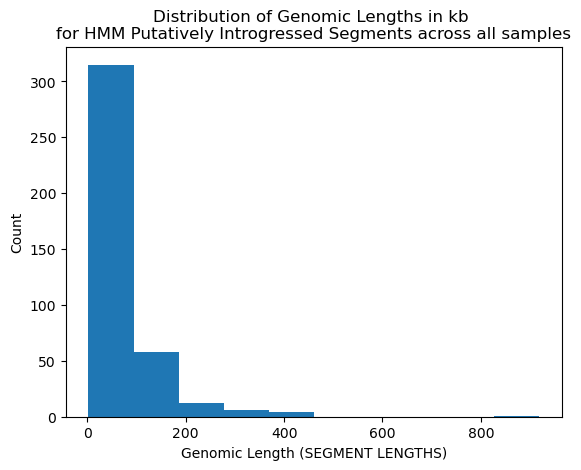 Distribution of Genomic Lengths in kb
for HMM Putatively Introgressed Segments across all samples
300
250
200
150
100
50
0
Count
0 200 400 600 800
Genomic Length (SEGMENT LENGTHS)